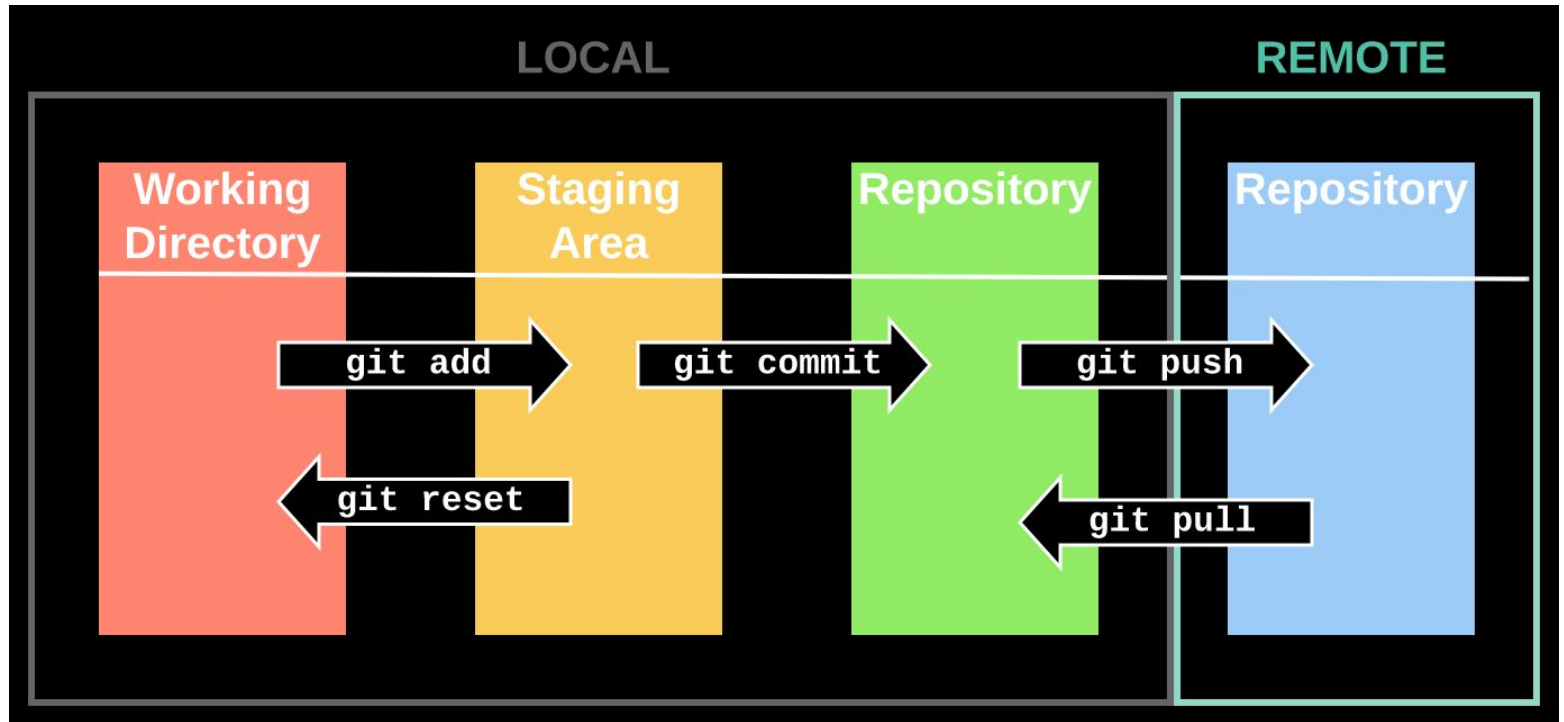 LOCAL
REMOTE
Working
Directory
Staging
Area
Repository
Repository
git add
git commit
git push
git reset
git pull